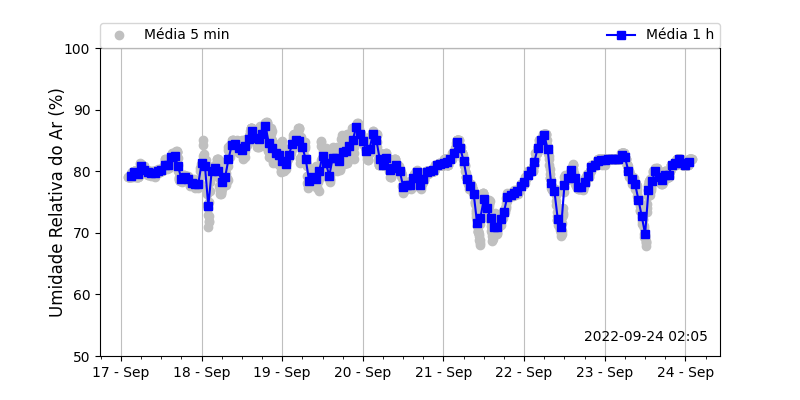 Média 5 min
Média 1 h
Umidade Relativa do Ar (%)
100
90
80
70
60
50
2022-09-24 02:05
17 - Sep
18 - Sep
19 - Sep
20 - Sep
21 - Sep
22 - Sep
23 - Sep
24 - Sep